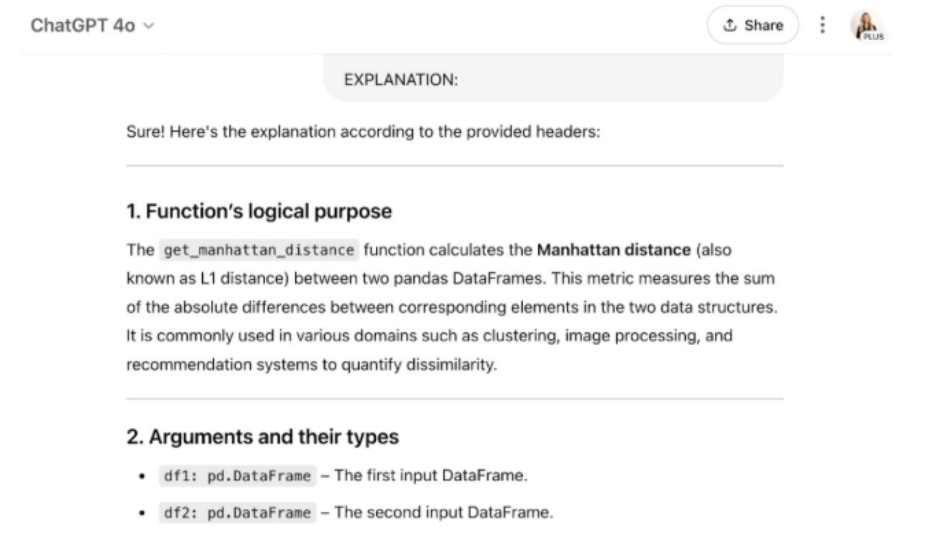 ChatGPT 4o
Share
PLUS
EXPLANATION:
Sure! Here's the explanation according to the provided headers:
1. Function's logical purpose
The get_manhattan_distance function calculates the Manhattan distance (also
known as L1 distance) between two pandas DataFrames. This metric measures the sum
of the absolute differences between corresponding elements in the two data structures.
It is commonly used in various domains such as clustering, image processing, and
recommendation systems to quantify dissimilarity.
2. Arguments and their types
• df1: pd.DataFrame – The first input DataFrame.
• df2: pd.DataFrame – The second input DataFrame.